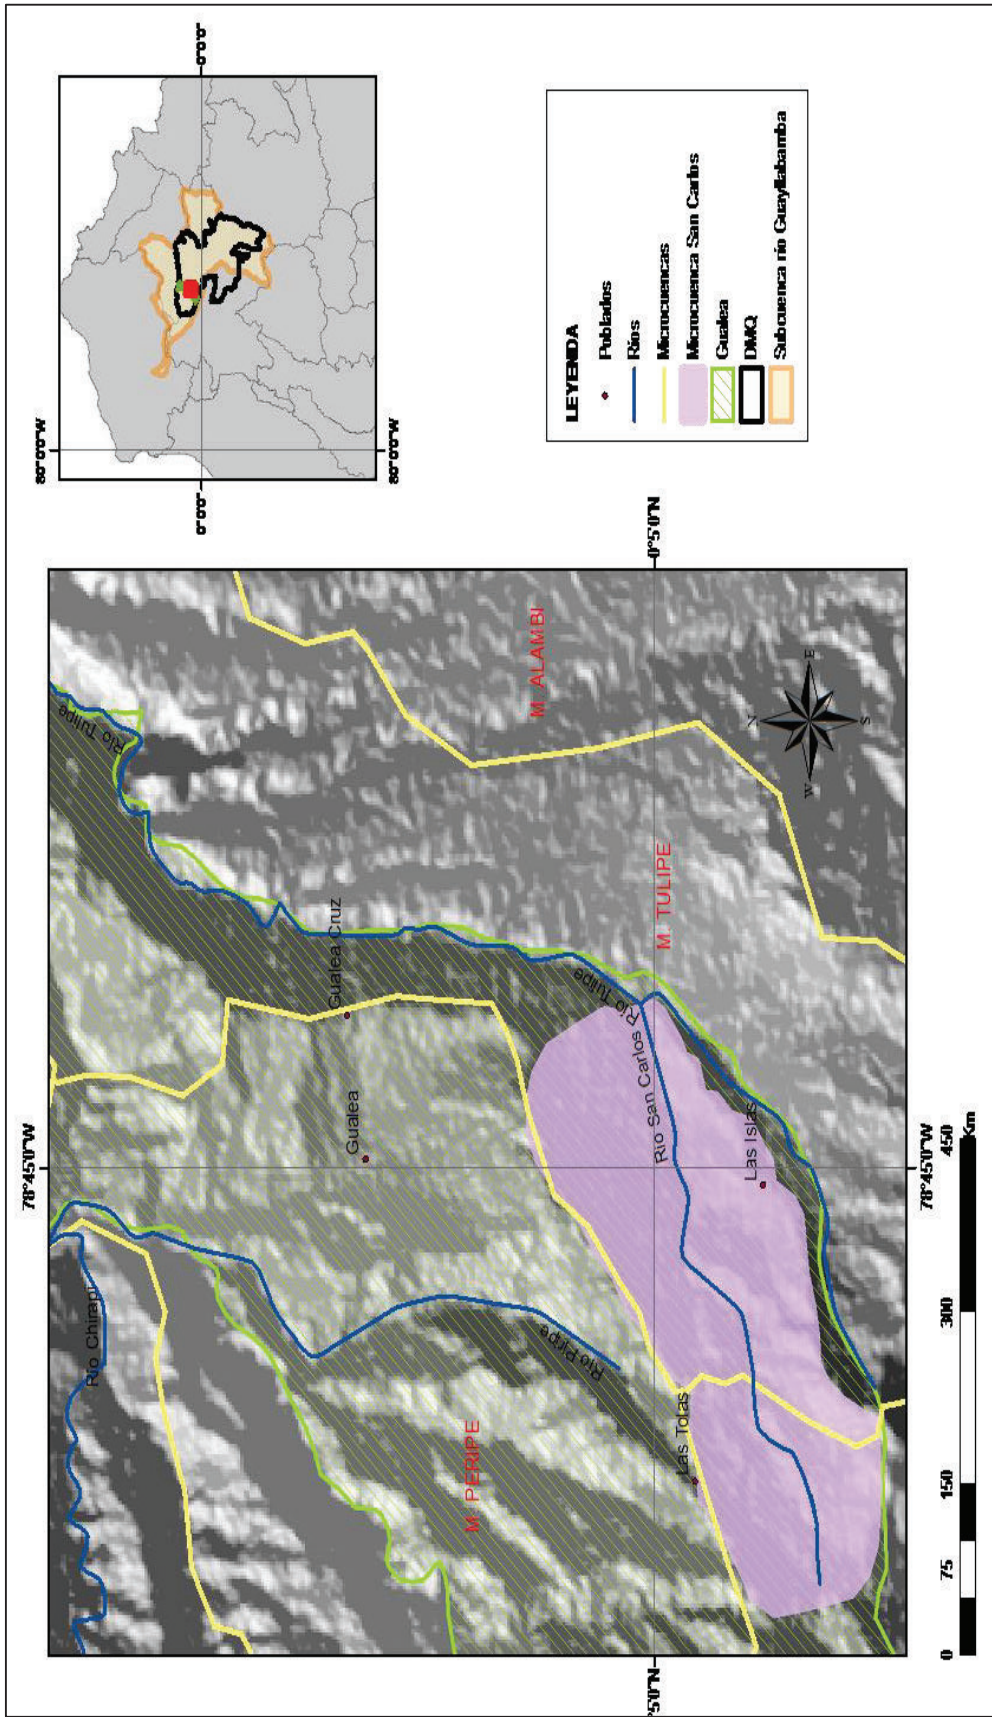 80°0'0"W
0°0'0"
0°0'0"
80°0'0"W
LEYENDA
Poblados
Ríos
Microcuencas
Microcuenca San Carlos
Gualea
DMQ
Subcuenca río Guayllabamba
78°45'0"W
Río Chirapi
Río Tulipe
Gualea Cruz
Gualea
M. ALAMBI
M. PERIPE
Río Piripe
Río Tulipe
M. TULIPE
Río San Carlos
Las Tolas
Las Islas
0°5'0"N
°5'0"N
N
E
S
W
78°45'0"W
0
75
150
300
450
Km